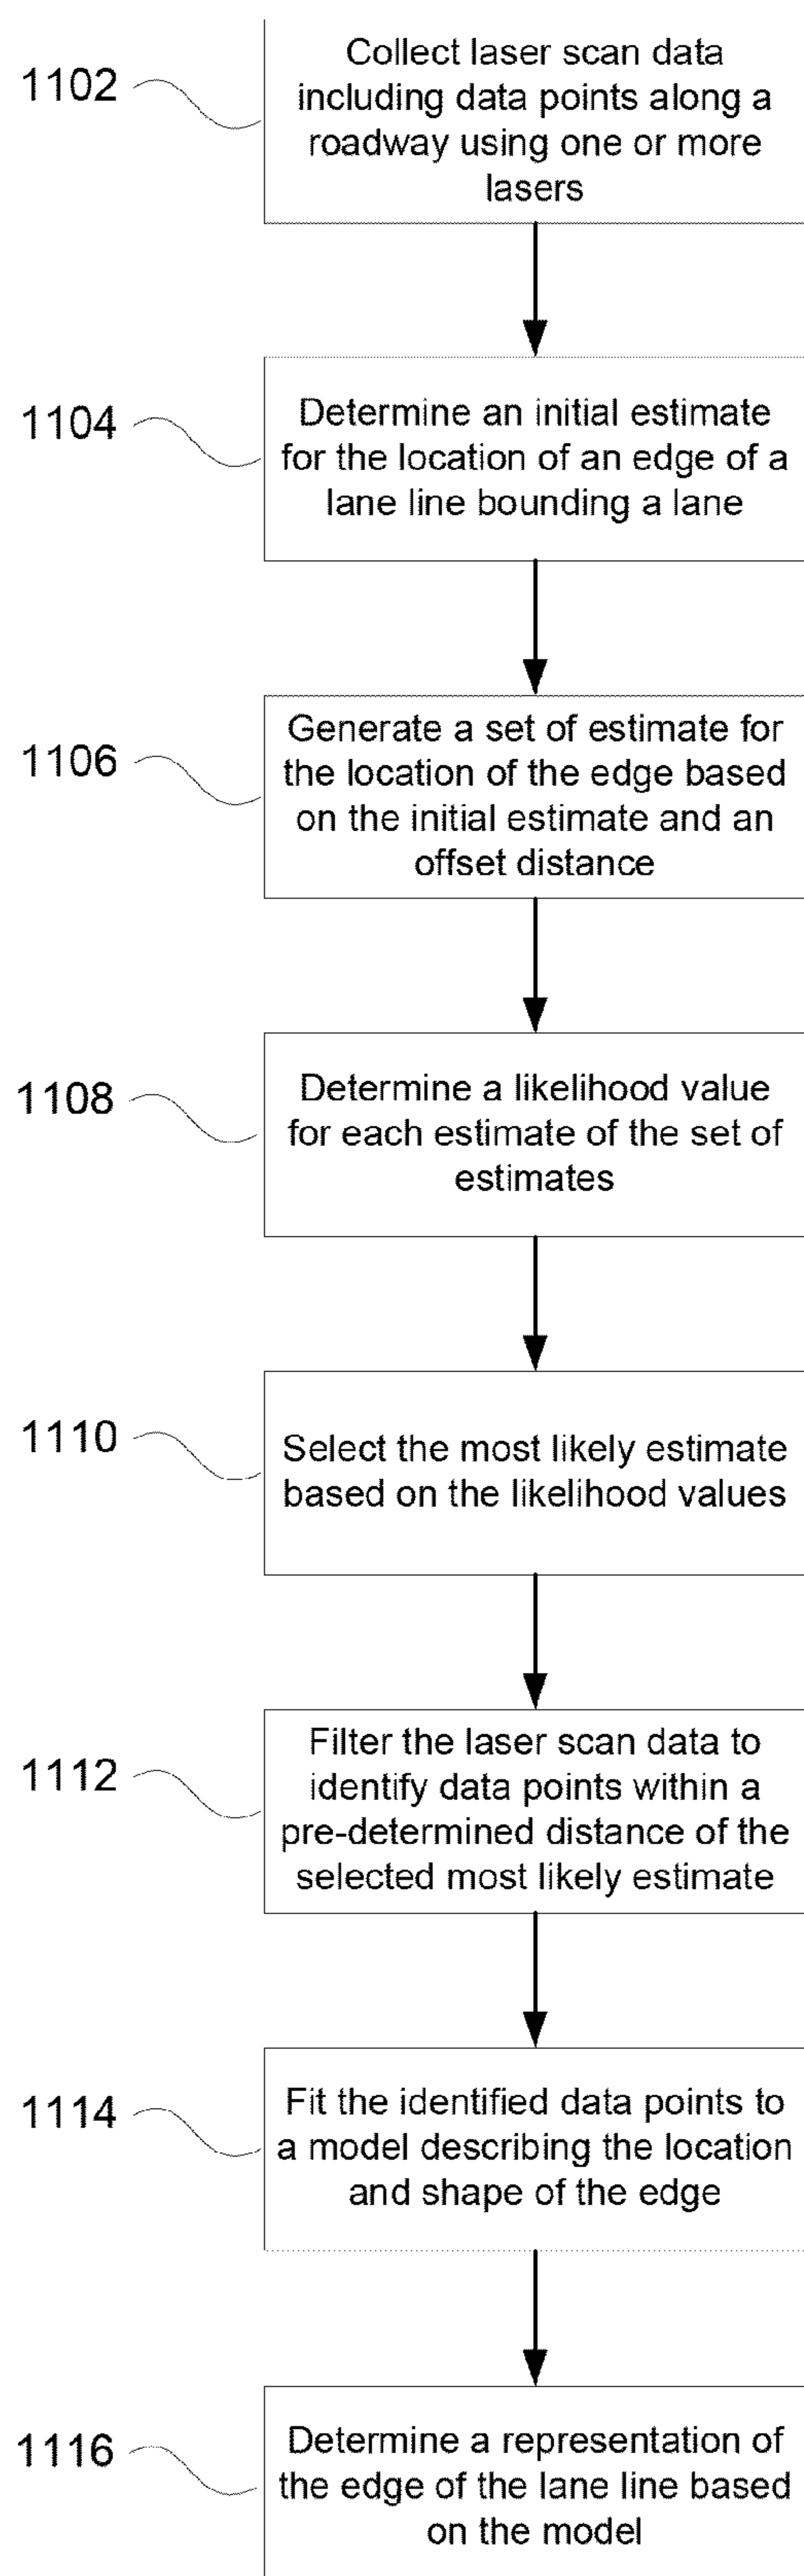 1102
Collect laser scan data
including data points along a
roadway using one or more
lasers
1104
Determine an initial estimate
for the location of an edge of a
lane line bounding a lane
1106
Generate a set of estimate for
the location of the edge based
on the initial estimate and an
offset distance
1108
Determine a likelihood value
for each estimate of the set of
estimates
1110
Select the most likely estimate
based on the likelihood values
1112
Filter the laser scan data to
identify data points within a
pre-determined distance of the
selected most likely estimate
1114
Fit the identified data points to
a model describing the location
and shape of the edge
1116
Determine a representation of
the edge of the lane line based
on the model